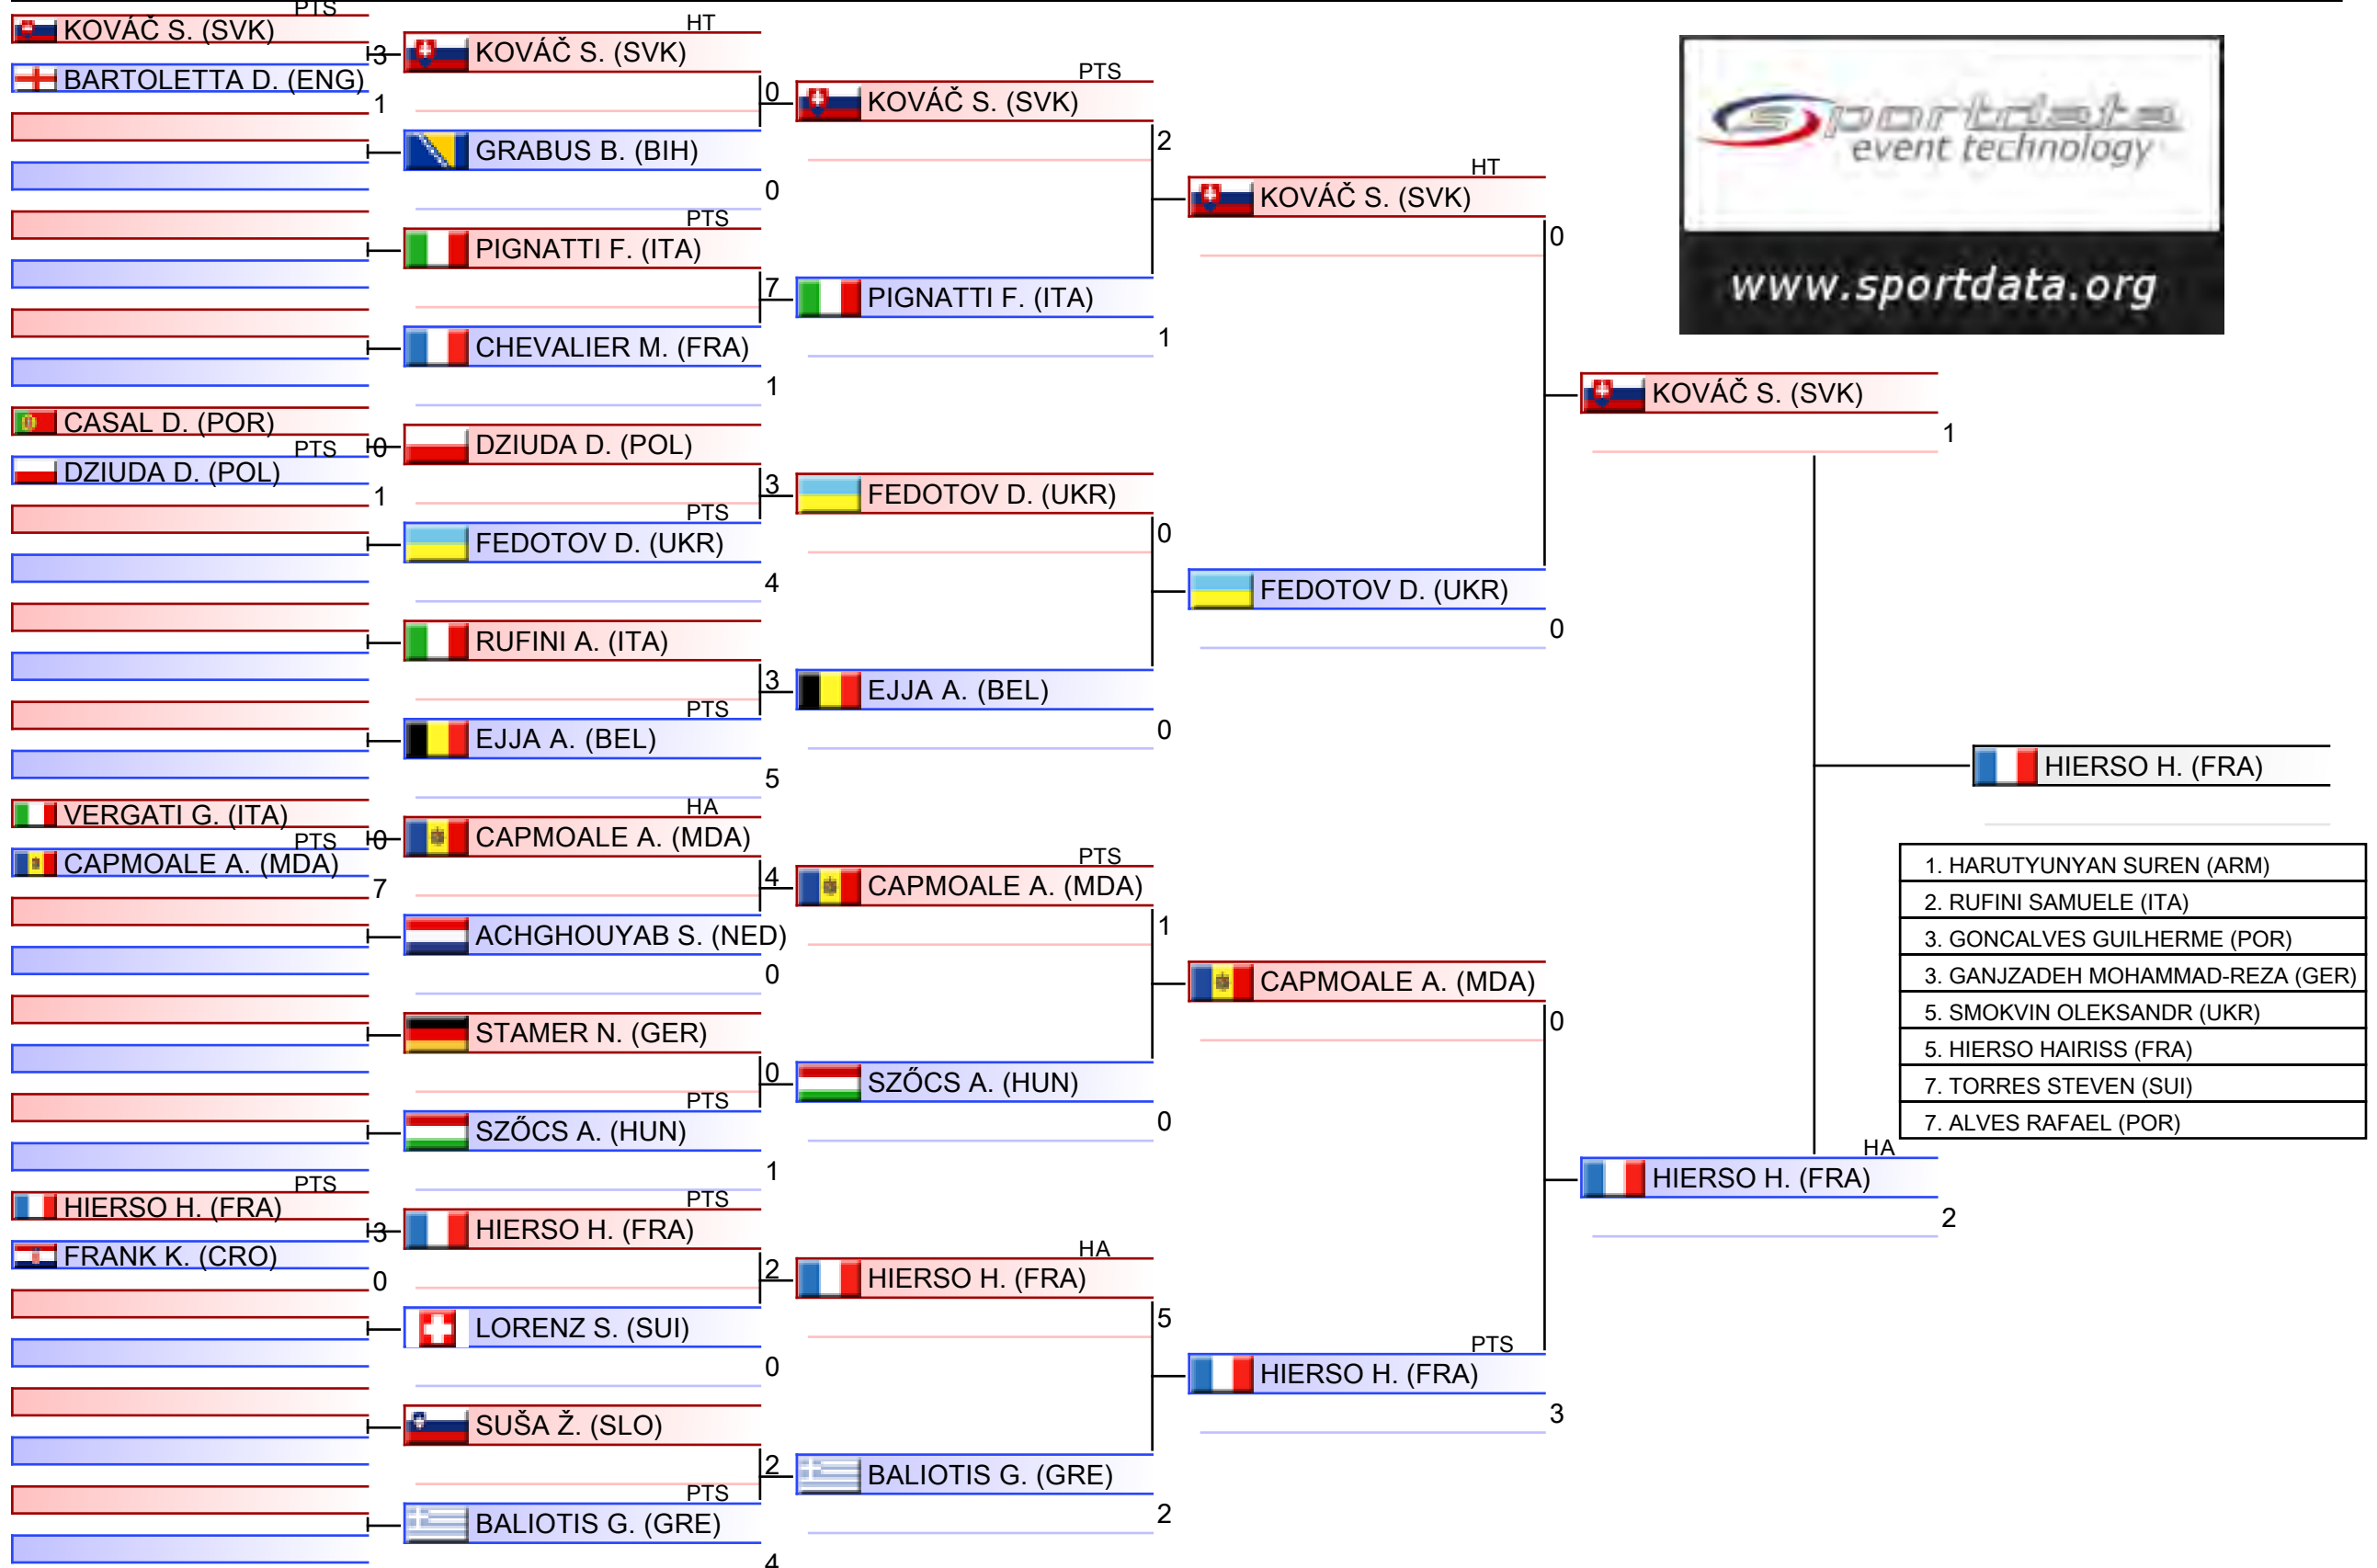 PTS
KOVÁČ S. (SVK)
3
BARTOLETTA D. (ENG)
1
CASAL D. (POR)
0
PTS
DZIUDA D. (POL)
1
VERGATI G. (ITA)
0
PTS
CAPMOALE A. (MDA)
7
PTS
HIERSO H. (FRA)
3
FRANK K. (CRO)
0
HT
KOVÁČ S. (SVK)
0
GRABUS B. (BIH)
0
PTS
PIGNATTI F. (ITA)
7
CHEVALIER M. (FRA)
1
DZIUDA D. (POL)
3
PTS
FEDOTOV D. (UKR)
4
RUFINI A. (ITA)
3
PTS
EJJA A. (BEL)
5
HA
CAPMOALE A. (MDA)
4
ACHGHOUYAB S. (NED)
0
STAMER N. (GER)
0
PTS
SZŐCS A. (HUN)
1
PTS
HIERSO H. (FRA)
2
LORENZ S. (SUI)
0
SUŠA Ž. (SLO)
2
PTS
BALIOTIS G. (GRE)
4
PTS
KOVÁČ S. (SVK)
2
PIGNATTI F. (ITA)
1
FEDOTOV D. (UKR)
0
EJJA A. (BEL)
0
PTS
CAPMOALE A. (MDA)
1
SZŐCS A. (HUN)
0
HA
HIERSO H. (FRA)
5
BALIOTIS G. (GRE)
2
HT
KOVÁČ S. (SVK)
0
FEDOTOV D. (UKR)
0
CAPMOALE A. (MDA)
0
PTS
HIERSO H. (FRA)
3
KOVÁČ S. (SVK)
1
HA
HIERSO H. (FRA)
2
HIERSO H. (FRA)
sportdata
event technology
www.sportdata.org
1. HARUTYUNYAN SUREN (ARM)
2. RUFINI SAMUELE (ITA)
3. GONCALVES GUILHERME (POR)
3. GANJZADEH MOHAMMAD-REZA (GER)
5. SMOKVIN OLEKSANDR (UKR)
5. HIERSO HAIRISS (FRA)
7. TORRES STEVEN (SUI)
7. ALVES RAFAEL (POR)